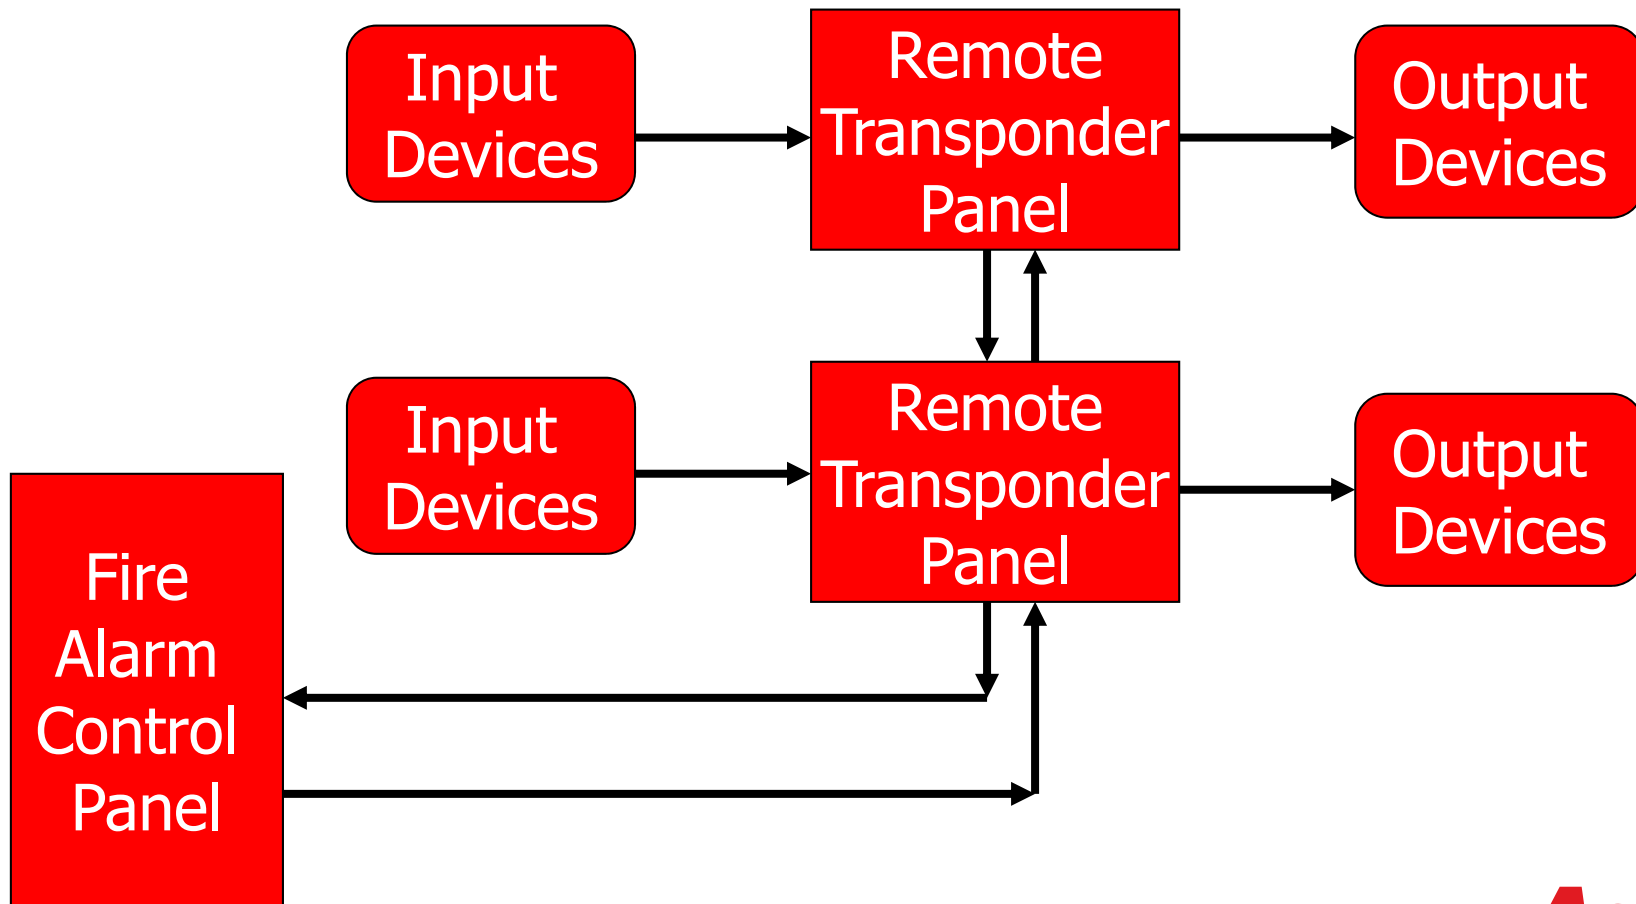 Input
Devices
Remote
Transponder
Panel
Output
Devices
Input
Devices
Remote
Transponder
Panel
Output
Devices
Fire
Alarm
Control
Panel